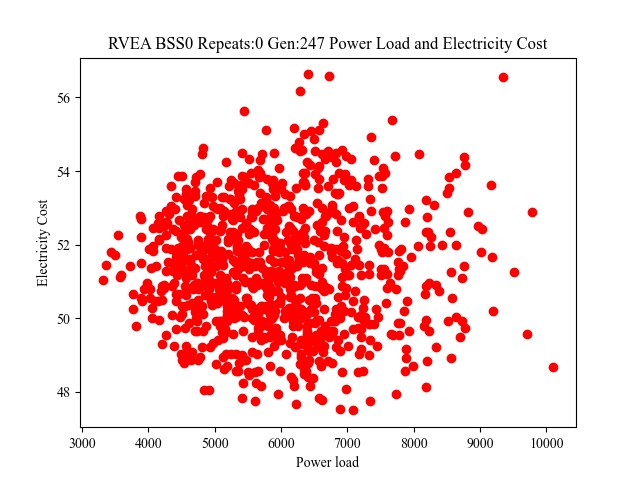 RVEA BSS0 Repeats:0 Gen:247 Power Load and Electricity Cost
56
54
52
50
48
Electricity Cost
3000 4000 5000 6000 7000 8000 9000 10000
Power load